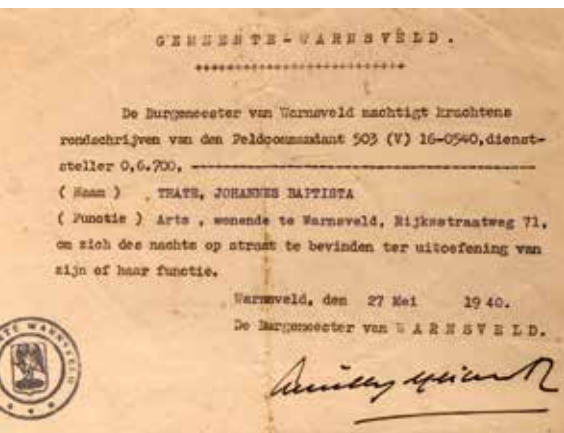 GEMEENTE-WARNSVELD.
++++++++++++++++++++++++++
De Burgemeester van Warnsveld machtigt krachtens
rondschrijven van den Feldcommandant 503 (V) 16-0540,dienst-
steller 0,6.700, ----------------------------------------
( Naam ) THATE, JOHANNES BAPTISTA
( Functie ) Arts , wonende te Warnsveld, Rijksstraatweg 71,
om zich des nachts op straat te bevinden ter uitoefening van
zijn of haar functie.
Warnsveld, den 27 Mei 1940.
De Burgemeester van WARNSVELD.
WARNSVELD